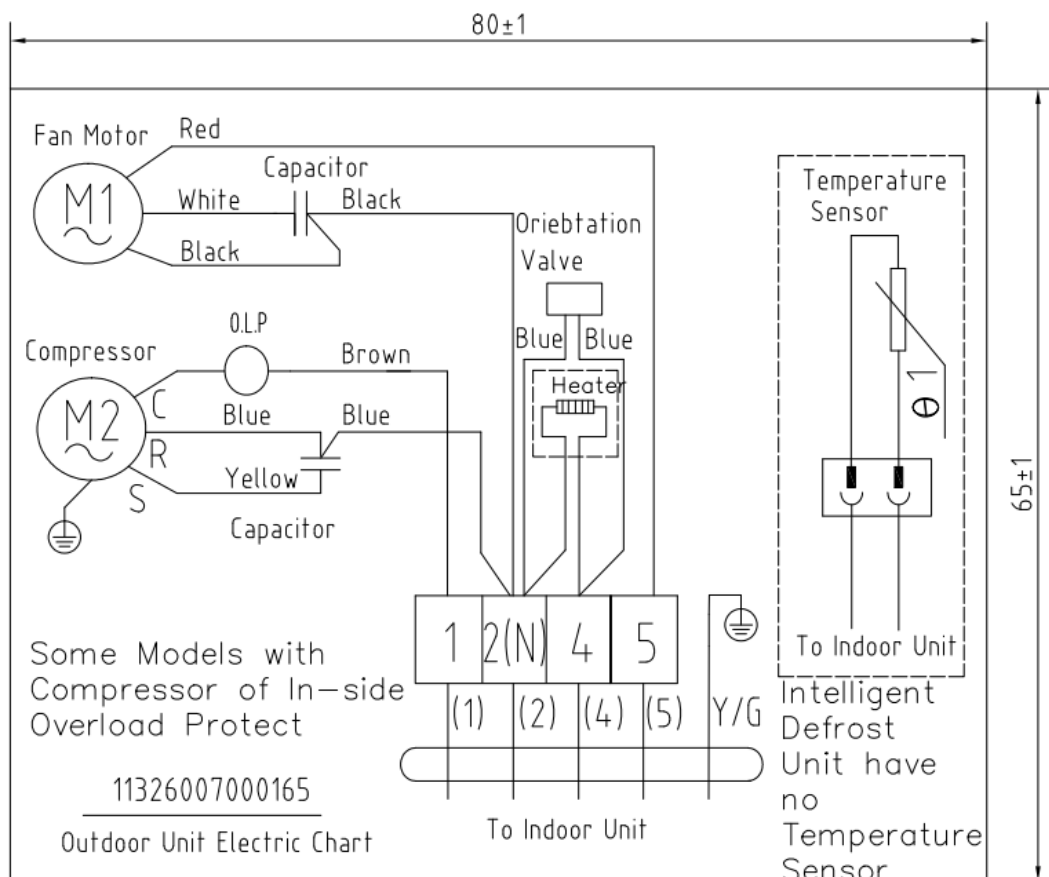 80±1
Fan Motor
Red
M1
White
Capacitor
Black
Black
Oriebtation
Valve
Blue
Blue
Heater
O.L.P
Compressor
Brown
M2
C
Blue
Blue
R
Yellow
S
Capacitor
Temperature
Sensor
θ 1
To Indoor Unit
65±1
1
2(N)
4
5
(1)
(2)
(4)
(5)
Y/G
To Indoor Unit
Some Models with
Compressor of In-side
Overload Protect
11326007000165
Outdoor Unit Electric Chart
Intelligent
Defrost
Unit have
no
Temperature
Sensor